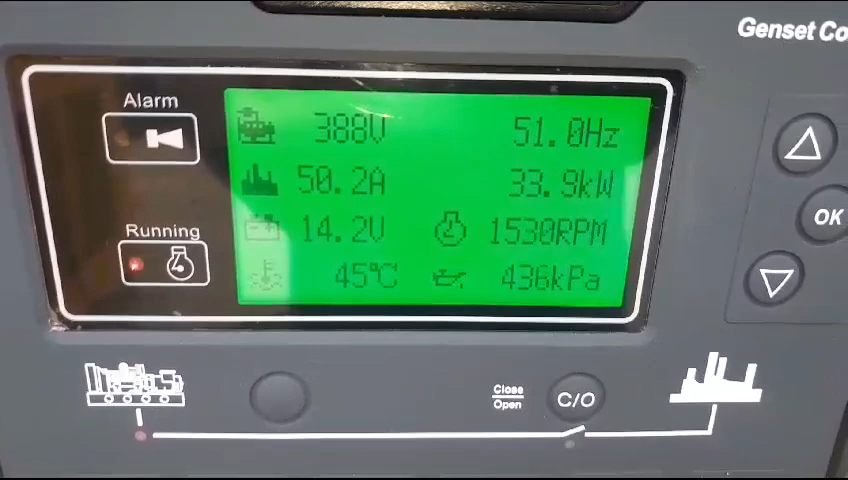 Genset Co
Alarm
388V 51.0Hz
50.2A 33.9kW
Running
14.2V 1530RPM
45℃ 436kPa
OK
Close
Open
C/O